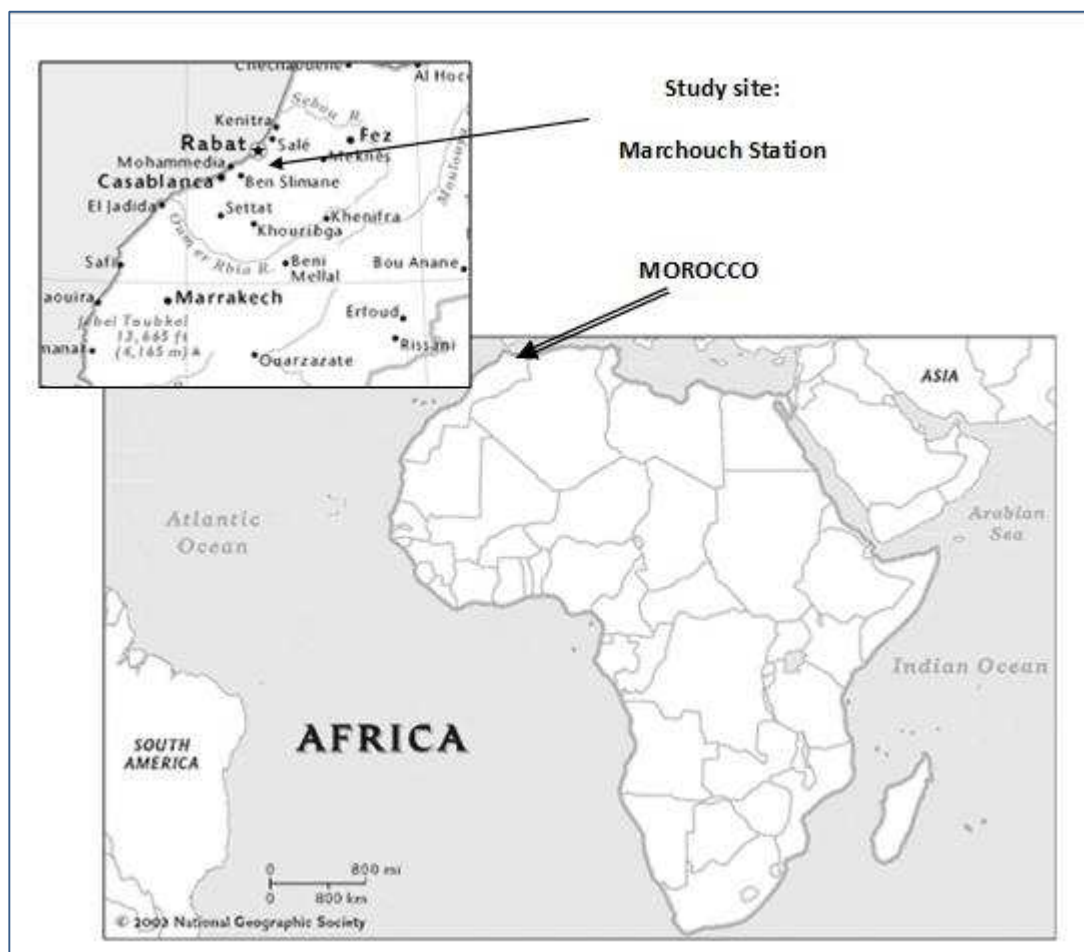 Chechaouene
Al Hoc
Sebou R.
Kenitra
Rabat
Salé
Fez
Meknes
Mohammedia
Casablanca
Ben Slimane
El Jadida
Settat
Khenifra
Khouribga
Moulouya
Oum er Rbia R.
Safi
Beni
Mellal
Bou Anane
aouira
Marrakech
Jebel Toubkal
13,665 ft
(4,165 m)
Erfoud
manar
Rissani
Ouarzazate
Study site:
Marchouch Station
MOROCCO
ASIA
Atlantic
Ocean
Arabian
Sea
Indian Ocean
SOUTH
AMERICA
AFRICA
0 800 mi
0 800 km
© 2003 National Geographic Society